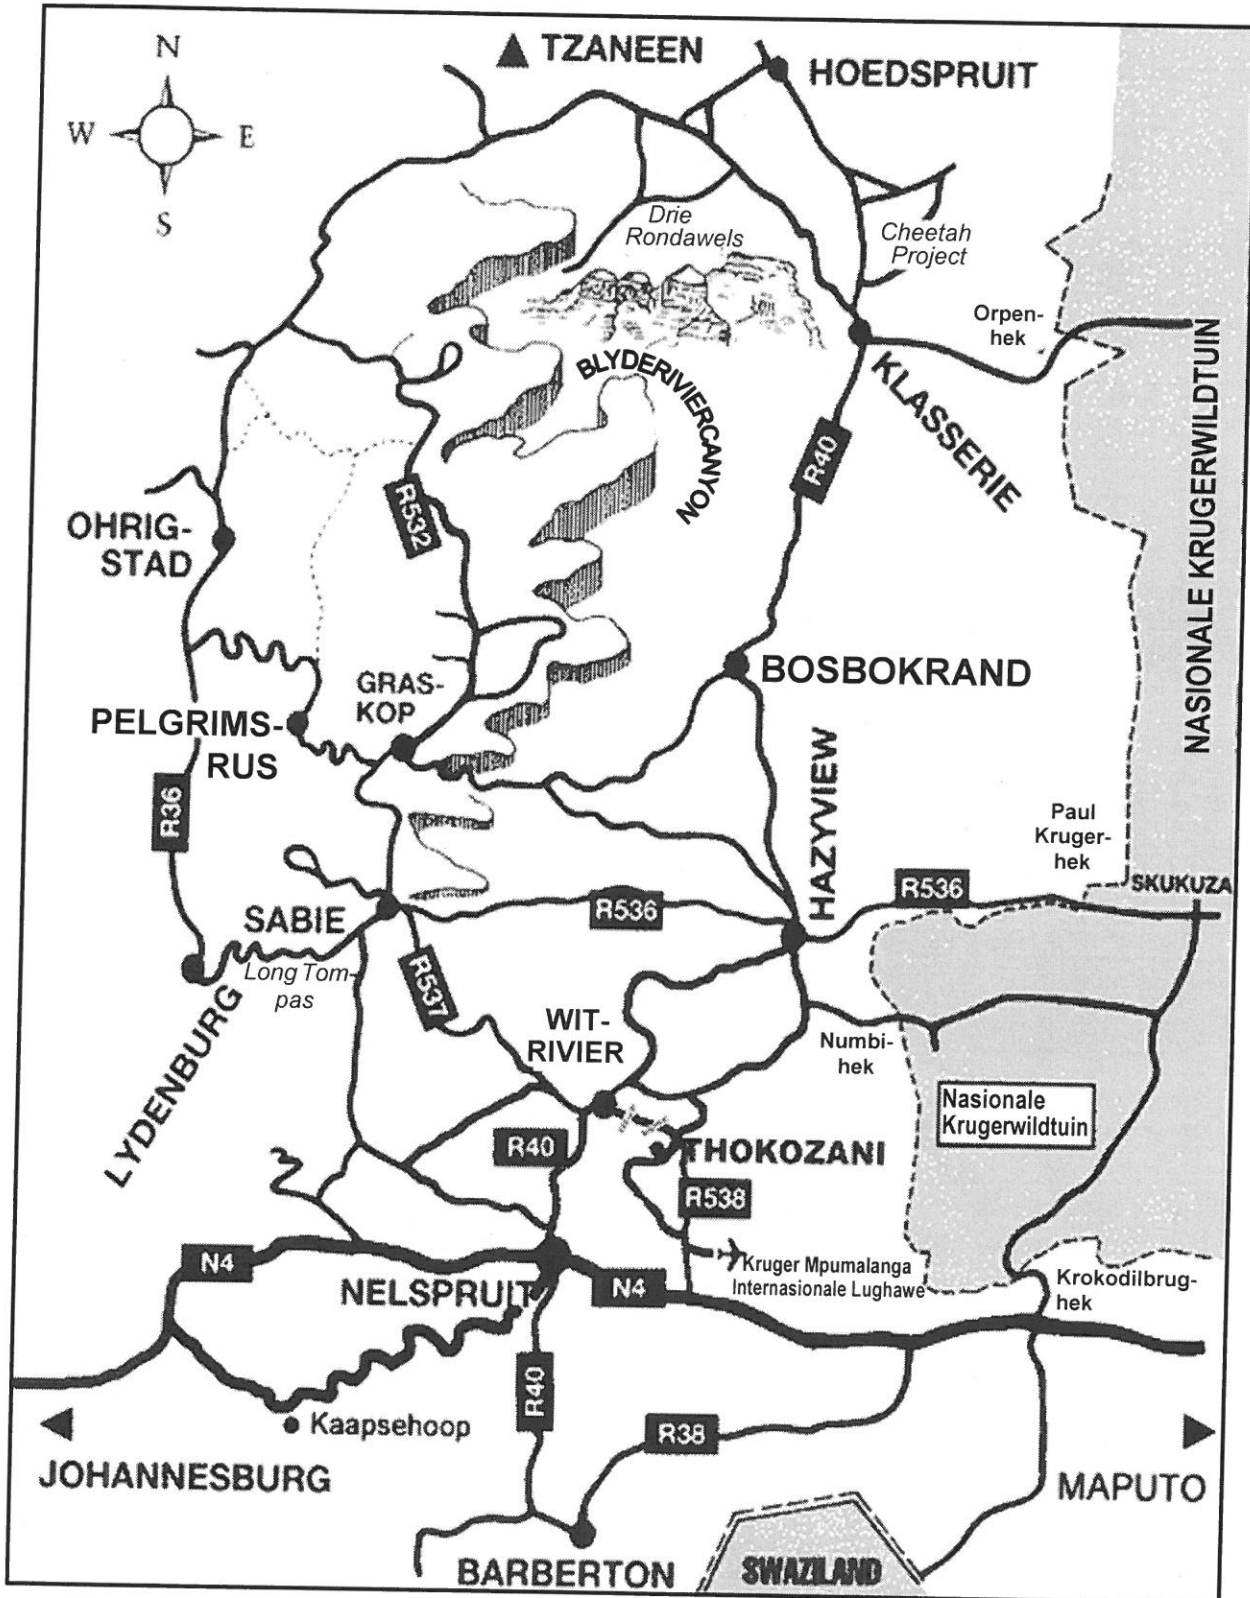 N
W
E
S
TZANEEN
HOEDSPRUIT
Drie
Rondawels
Cheetah
Project
Orpen-
hek
BLYDERIVIERCANYON
KLASSERIE
R40
NASIONALE KRUGERWILDTUIN
R532
OHRIG-
STAD
BOSBOKRAND
GRAS-
KOP
PELGRIMS-
RUS
R36
HAZYVIEW
Paul
Kruger-
hek
SKUKUZA
R536
R536
SABIE
Long Tom-
pas
R537
LYDENBURG
WIT-
RIVIER
Numbi-
hek
Nasionale
Krugerwildtuin
R40
THOKOZANI
R538
N4
Kruger Mpumalanga
Internasionale Lughawe
Krokodilbrug-
hek
NELSPRUIT
N4
R40
Kaapsehoop
R38
JOHANNESBURG
MAPUTO
BARBERTON
SWAZILAND